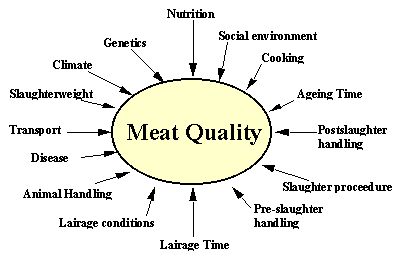 Nutrition
Social environment
Genetics
Cooking
Climate
Slaughterweight
Ageing Time
Transport
Meat Quality
Postslaughter
handling
Disease
Slaughter proceedure
Animal Handling
Pre-slaughter
handling
Lairage conditions
Lairage Time